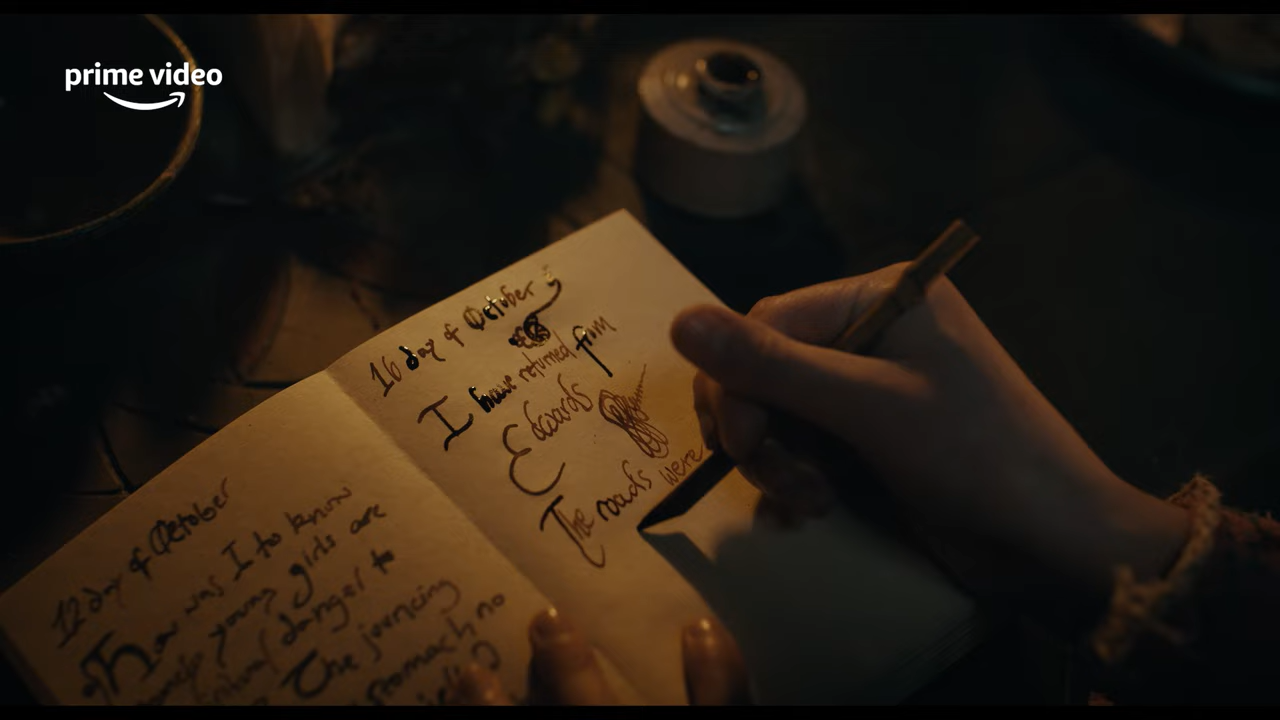 prime video
12 day of October
How was I to know
young girls are
danger to
The jouncing
stomach no
16 day of October
I have returned from
Edwards
The roads were